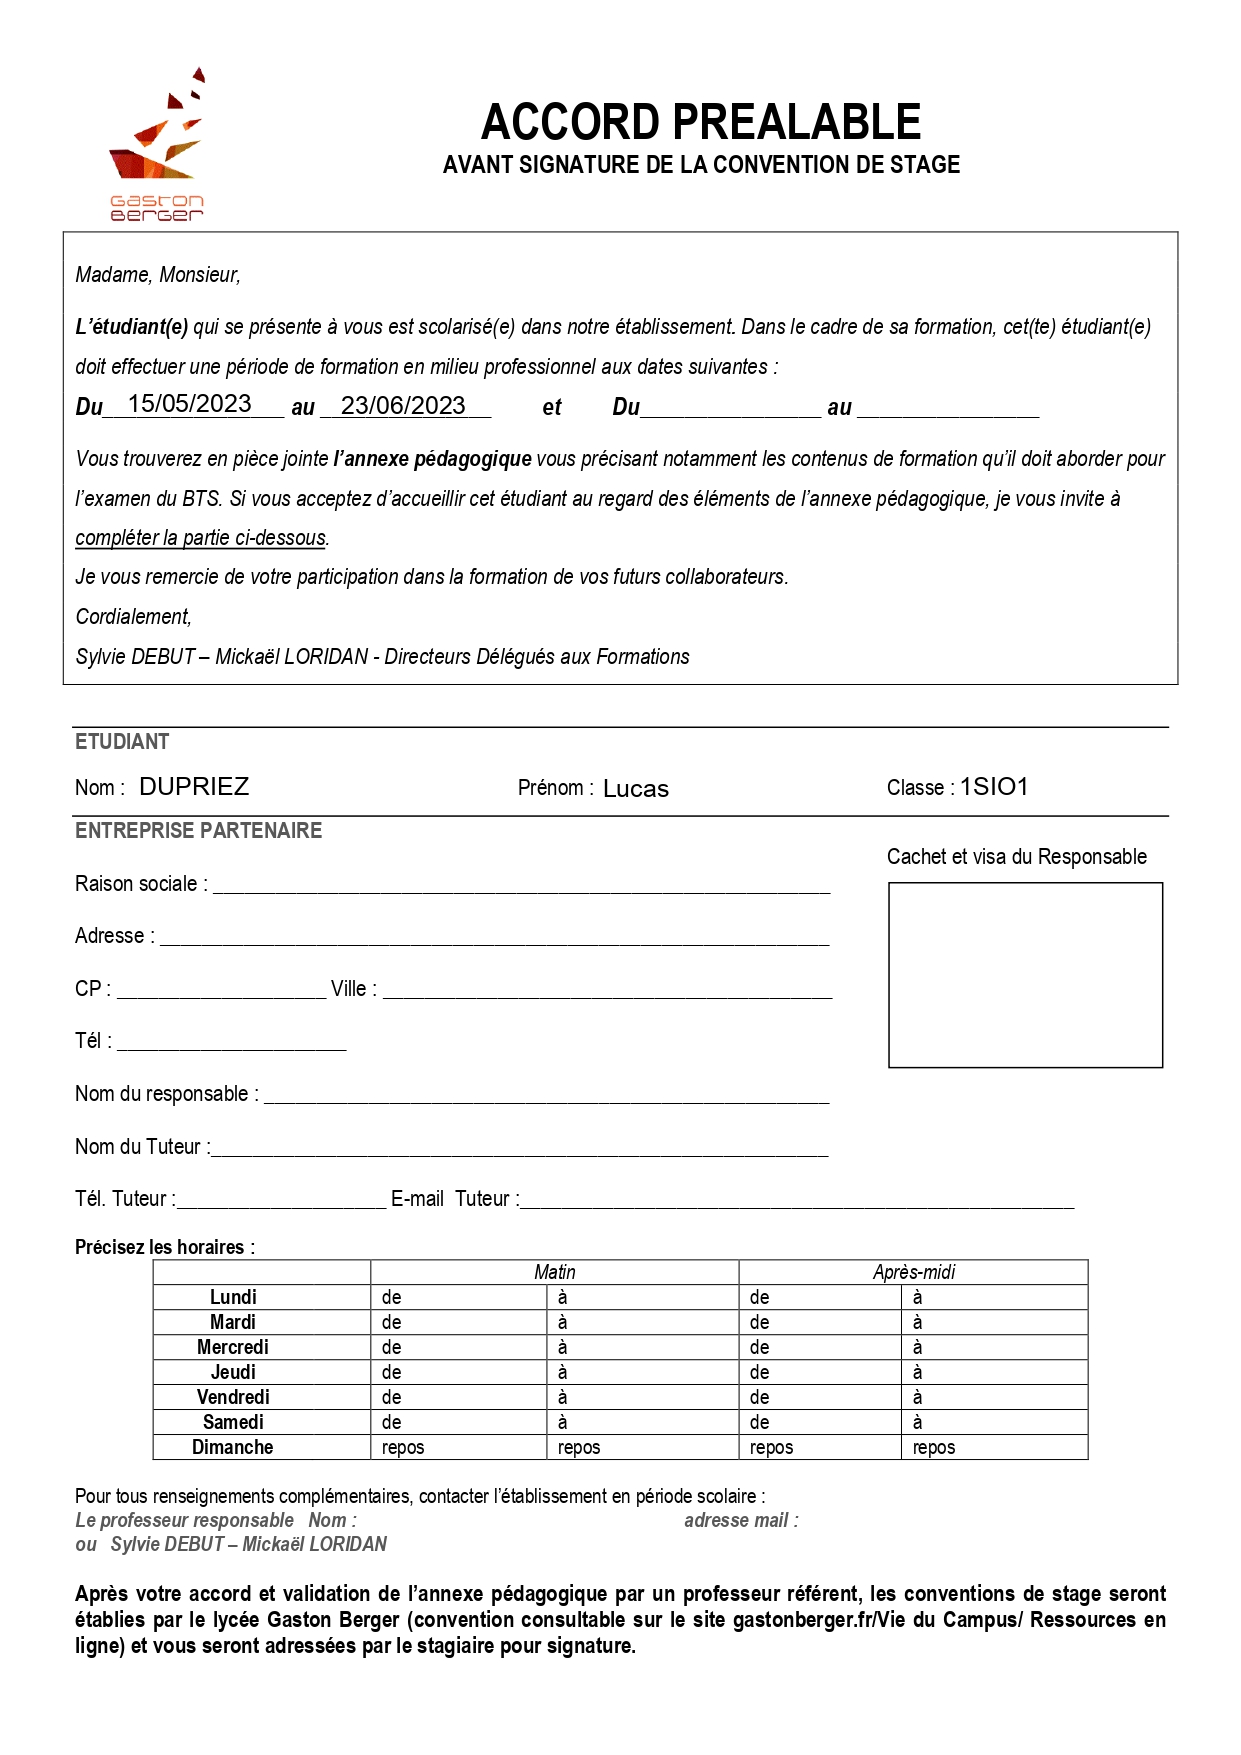 Gaston
Berger
ACCORD PREALABLE
AVANT SIGNATURE DE LA CONVENTION DE STAGE
Madame, Monsieur,
L’étudiant(e) qui se présente à vous est scolarisé(e) dans notre établissement. Dans le cadre de sa formation, cet(te) étudiant(e)
doit effectuer une période de formation en milieu professionnel aux dates suivantes :
Du 15/05/2023 au 23/06/2023 et Du________________ au ________________
Vous trouverez en pièce jointe l’annexe pédagogique vous précisant notamment les contenus de formation qu’il doit aborder pour
l’examen du BTS. Si vous acceptez d’accueillir cet étudiant au regard des éléments de l’annexe pédagogique, je vous invite à
compléter la partie ci-dessous.
Je vous remercie de votre participation dans la formation de vos futurs collaborateurs.
Cordialement,
Sylvie DEBUT – Mickaël LORIDAN - Directeurs Délégués aux Formations
ETUDIANT
Nom : DUPRIEZ Prénom : Lucas Classe : 1SIO1
ENTREPRISE PARTENAIRE
Cachet et visa du Responsable
Raison sociale : ____________________
Adresse : ____________________
CP : ____________________ Ville : ____________________
Tél : ____________________
Nom du responsable : ____________________
Nom du Tuteur :____________________
Tél. Tuteur :____________________ E-mail Tuteur :____________________
Précisez les horaires :
Matin Après-midi
Lundi de à de à
Mardi de à de à
Mercredi de à de à
Jeudi de à de à
Vendredi de à de à
Samedi de à de à
Dimanche repos repos repos repos
Pour tous renseignements complémentaires, contacter l’établissement en période scolaire :
Le professeur responsable Nom : adresse mail :
ou Sylvie DEBUT – Mickaël LORIDAN
Après votre accord et validation de l’annexe pédagogique par un professeur référent, les conventions de stage seront
établies par le lycée Gaston Berger (convention consultable sur le site gastonberger.fr/Vie du Campus/ Ressources en
ligne) et vous seront adressées par le stagiaire pour signature.